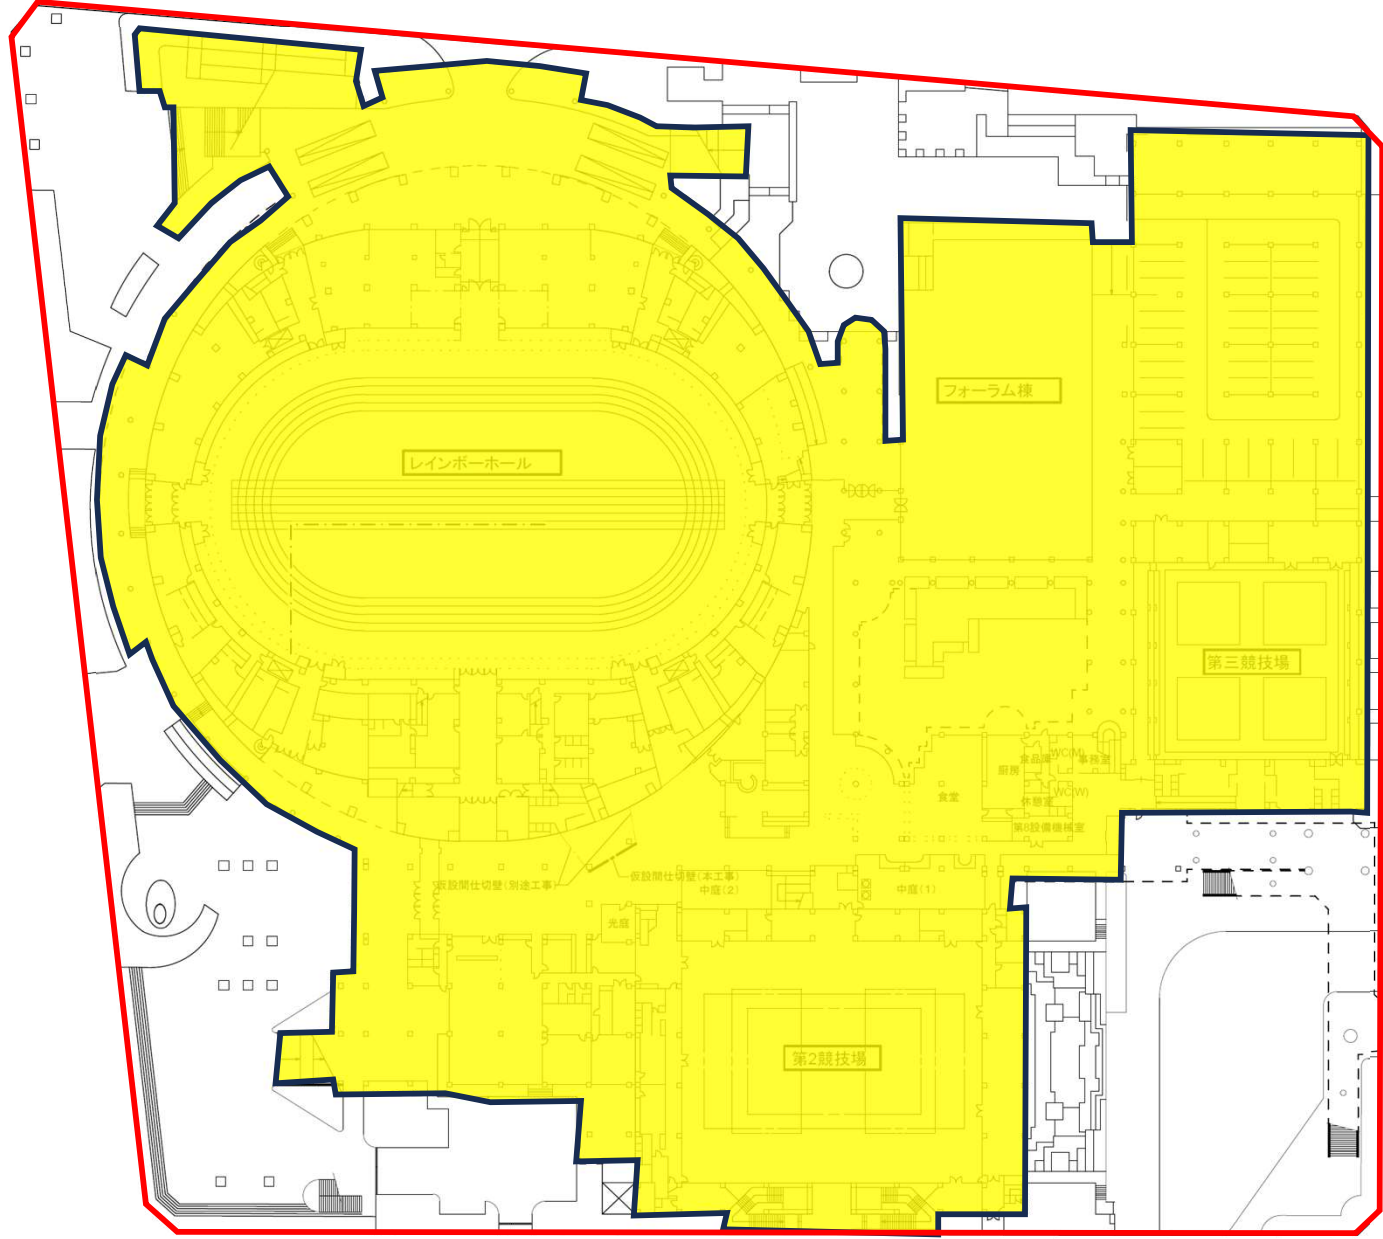 フォーラム棟
レインボーホール
第三競技場
食品庫
WC(M)
事務室
厨房
WC(W)
食堂
休憩室
第8設備機械室
仮設間仕切壁(別途工事)
仮設間仕切壁(本工事)
中庭(2)
中庭(1)
光庭
第2競技場